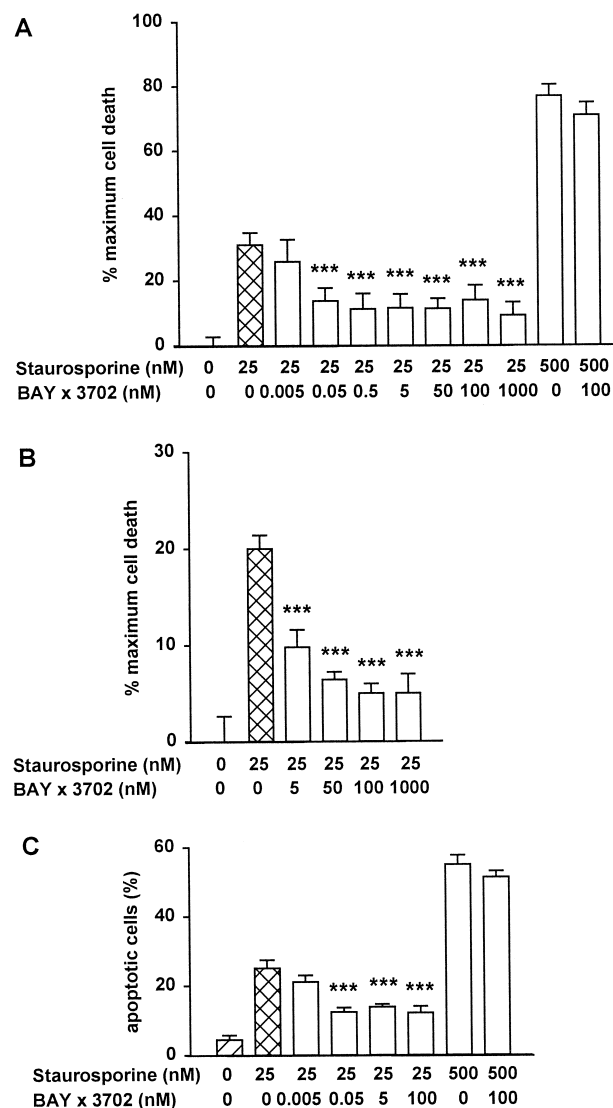 A
% maximum cell death
100
80
60
40
20
0
*** *** *** *** *** ***
Staurosporine (nM) 0 25 25 25 25 25 25 25 25 500 500
BAY x 3702 (nM) 0 0 0.005 0.05 0.5 5 50 100 1000 0 100
B
% maximum cell death
30
20
10
0
*** *** *** ***
Staurosporine (nM) 0 25 25 25 25 25
BAY x 3702 (nM) 0 0 5 50 100 1000
C
apoptotic cells (%)
60
40
20
0
*** *** ***
Staurosporine (nM) 0 25 25 25 25 25 500 500
BAY x 3702 (nM) 0 0 0.005 0.05 5 100 0 100